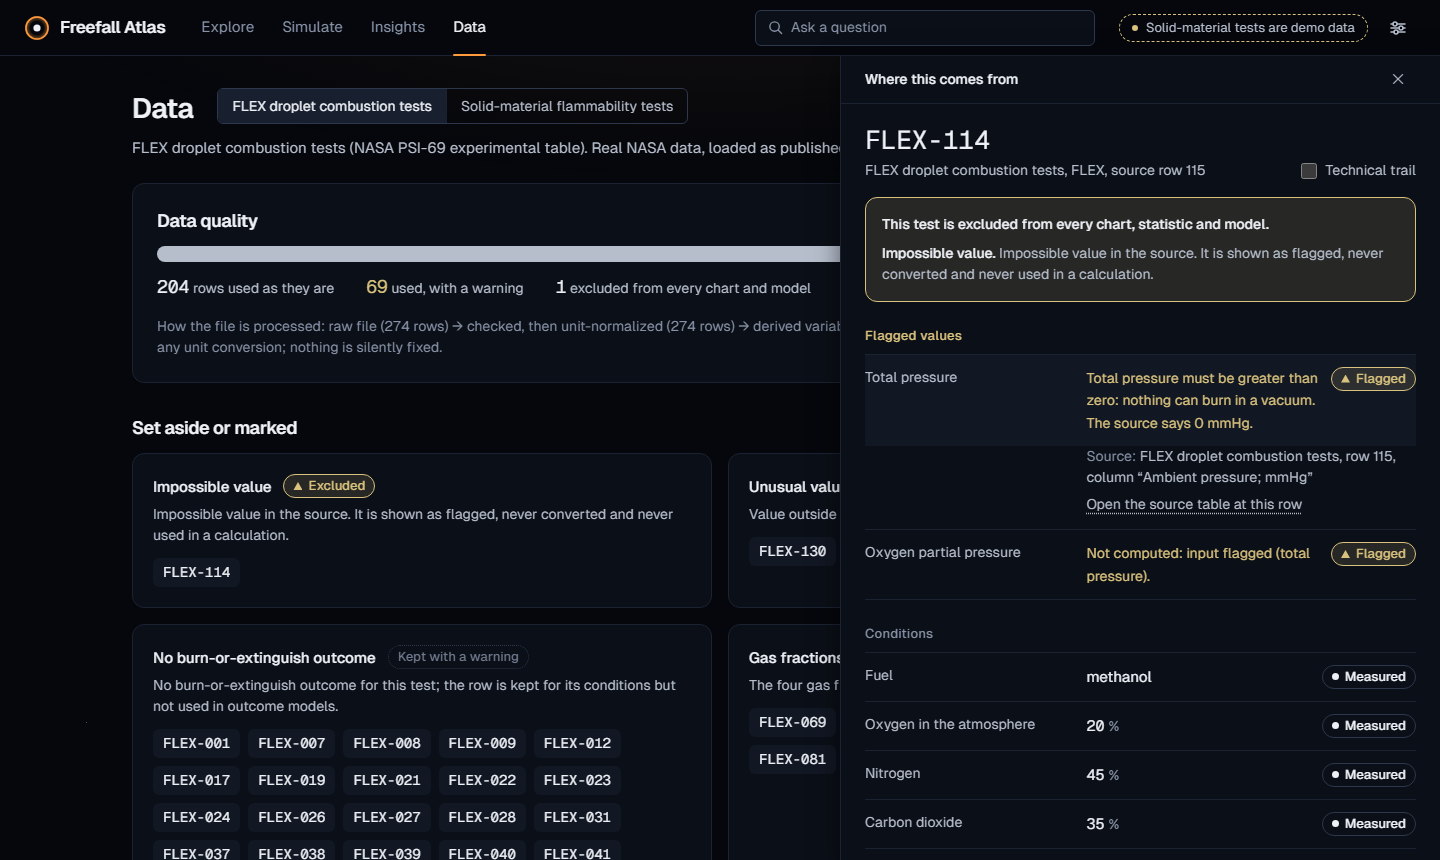 Freefall Atlas
Explore
Simulate
Insights
Data
Ask a question
Solid-material tests are demo data
Data
FLEX droplet combustion tests
Solid-material flammability tests
FLEX droplet combustion tests (NASA PSI-69 experimental table). Real NASA data, loaded as publishe
Data quality
204 rows used as they are
69 used, with a warning
1 excluded from every chart and model
How the file is processed: raw file (274 rows) → checked, then unit-normalized (274 rows) → derived variab
any unit conversion; nothing is silently fixed.
Set aside or marked
Impossible value
▲ Excluded
Impossible value in the source. It is shown as flagged, never converted and never
used in a calculation.
FLEX-114
Unusual valu
Value outside
FLEX-130
No burn-or-extinguish outcome
Kept with a warning
No burn-or-extinguish outcome for this test; the row is kept for its conditions but
not used in outcome models.
FLEX-001 FLEX-007 FLEX-008 FLEX-009 FLEX-012
FLEX-017 FLEX-019 FLEX-021 FLEX-022 FLEX-023
FLEX-024 FLEX-026 FLEX-027 FLEX-028 FLEX-031
FLEX-037 FLEX-038 FLEX-039 FLEX-040 FLEX-041
Gas fractions
The four gas f
FLEX-069
FLEX-081
Where this comes from
FLEX-114
FLEX droplet combustion tests, FLEX, source row 115
Technical trail
This test is excluded from every chart, statistic and model.
Impossible value. Impossible value in the source. It is shown as flagged, never
converted and never used in a calculation.
Flagged values
Total pressure
Total pressure must be greater than
zero: nothing can burn in a vacuum.
The source says 0 mmHg.
▲ Flagged
Source: FLEX droplet combustion tests, row 115,
column “Ambient pressure; mmHg”
Open the source table at this row
Oxygen partial pressure
Not computed: input flagged (total
pressure).
▲ Flagged
Conditions
Fuel
methanol
Measured
Oxygen in the atmosphere
20 %
Measured
Nitrogen
45 %
Measured
Carbon dioxide
35 %
Measured